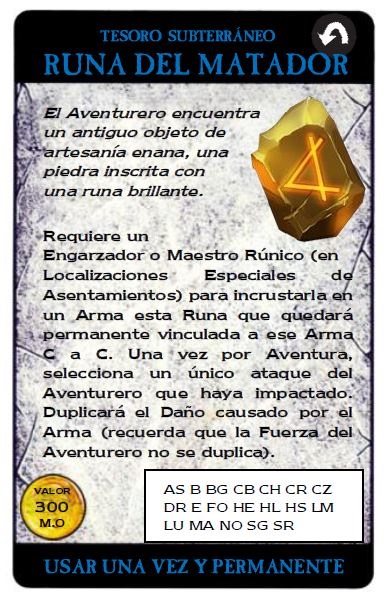 TESORO SUBTERRÁNEO
RUNA DEL MATADOR
El Aventurero encuentra
un antiguo objeto de
artesanía enana, una
piedra inscrita con
una runa brillante.
Requiere un
Engarzador o Maestro Rúnico (en
Localizaciones Especiales de
Asentamientos) para incrustarla en
un Arma esta Runa que quedará
permanente vinculada a ese Arma
C a C. Una vez por Aventura,
selecciona un único ataque del
Aventurero que haya impactado.
Duplicará el Daño causado por el
Arma (recuerda que la Fuerza del
Aventurero no se duplica).
VALOR
300
M.O
AS B BG CB CH CR CZ
DR E FO HE HL HS LM
LU MA NO SG SR
USAR UNA VEZ Y PERMANENTE